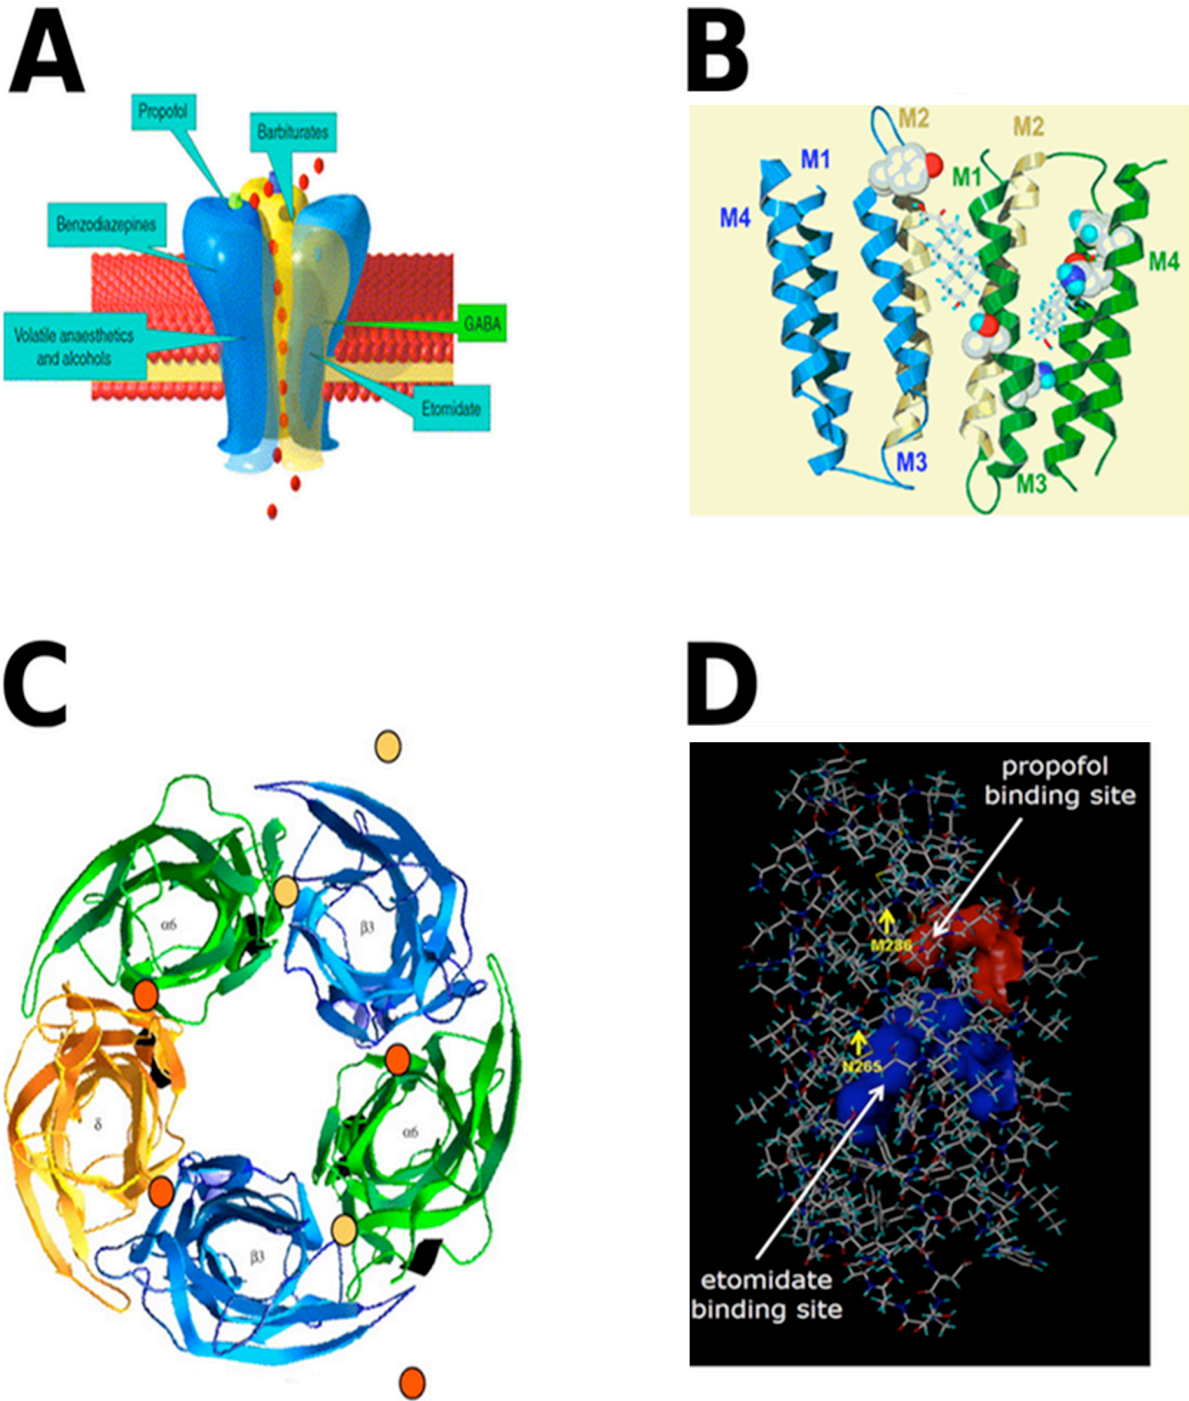 A
Propofol
Barbiturates
Benzodiazepines
Volatile anaesthetics
and alcohols
GABA
Etomidate
B
M2
M2
M1
M1
M4
M4
M3
M3
C
α6
β3
δ
α6
β3
D
propofol
binding site
M286
N265
etomidate
binding site